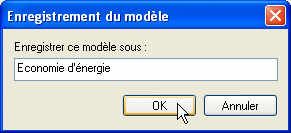 Enregistrement du modèle
Enregistrer ce modèle sous :
Economie d'énergie
OK
Annuler